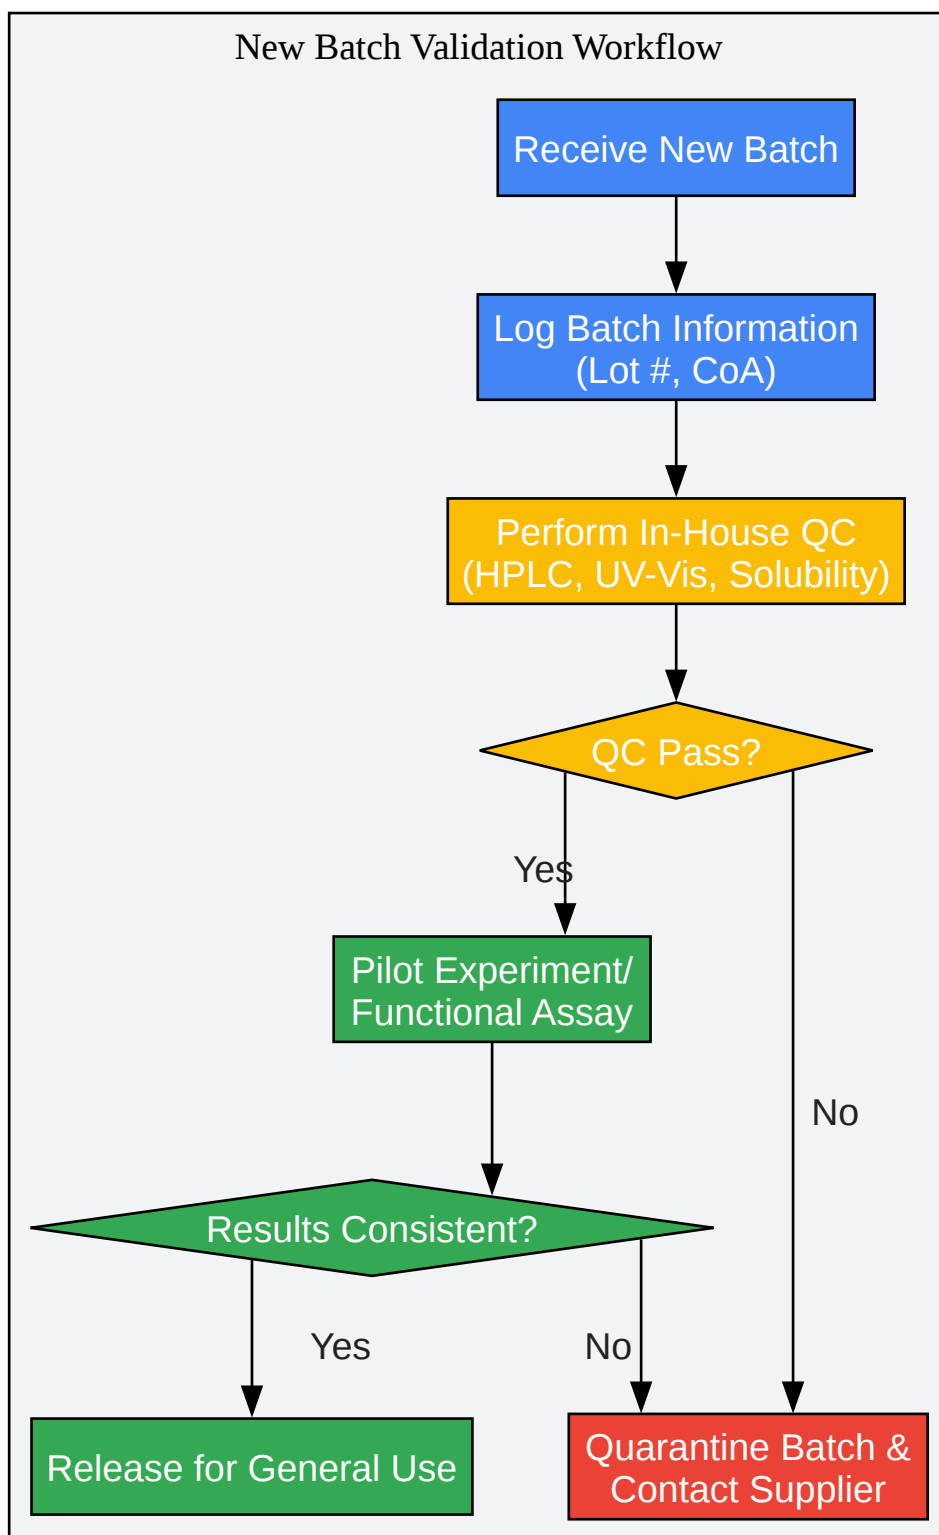 New Batch Validation Workflow
Receive New Batch
Log Batch Information
(Lot #, CoA)
Perform In-House QC
(HPLC, UV-Vis, Solubility)
QC Pass?
Yes
Pilot Experiment/
Functional Assay
No
Results Consistent?
Yes
No
Release for General Use
Quarantine Batch &
Contact Supplier